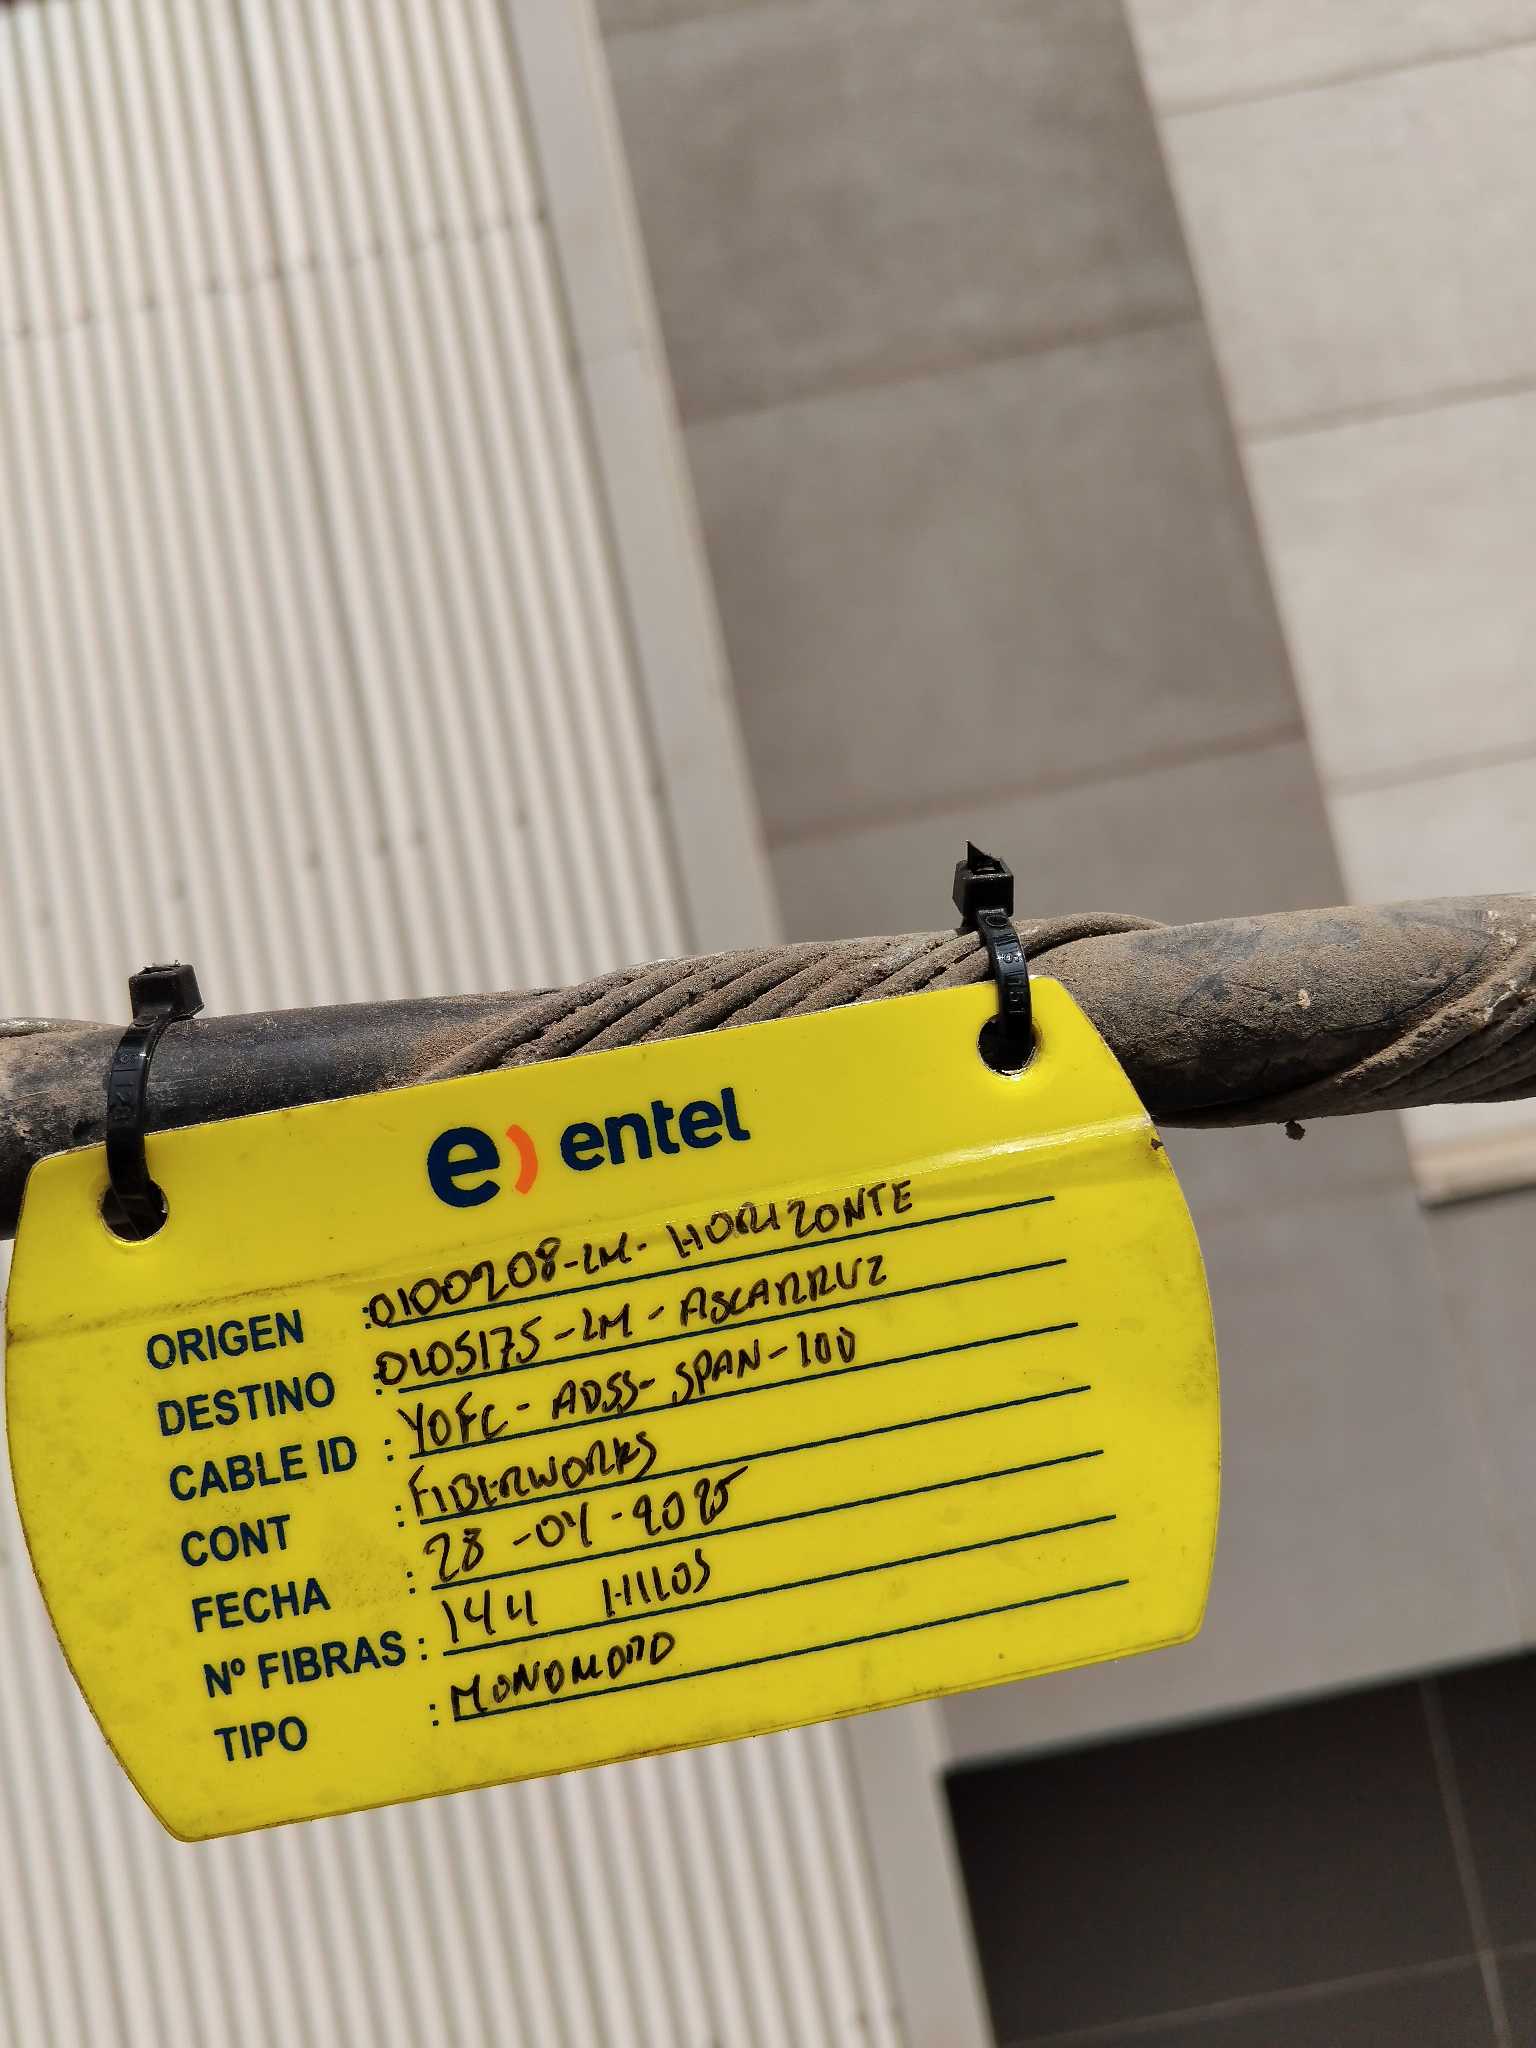 e) entel
ORIGEN : 0100208-LM-HORIZONTE
DESTINO : 0105175-LM-ASCARRUZ
CABLE ID : YOFC-ADSS-SPAN-100
CONT : FIBERWORKS
FECHA : 28-04-2025
Nº FIBRAS : 144 HILOS
TIPO : MONOMODO